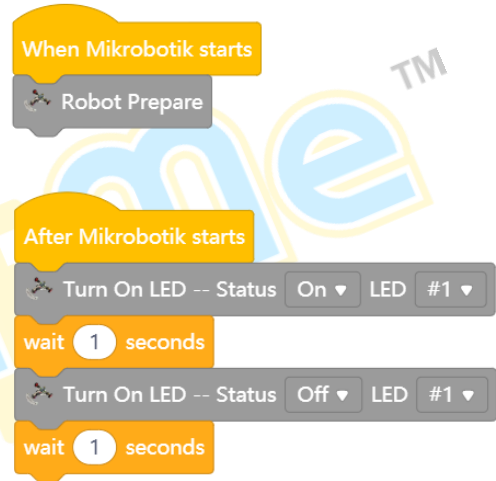 When Mikrobotik starts
Robot Prepare
TM
me
After Mikrobotik starts
Turn On LED -- Status On ▼ LED #1 ▼
wait 1 seconds
Turn On LED -- Status Off ▼ LED #1 ▼
wait 1 seconds